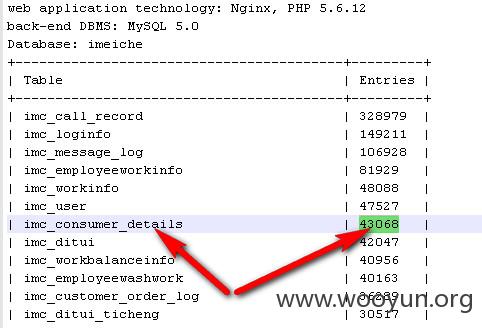 web application technology: Nginx, PHP 5.6.12
back-end DBMS: MySQL 5.0
Database: imeiche
+-------------------------------------+---------+
| Table | Entries |
+-------------------------------------+---------+
| imc_call_record | 328979 |
| imc_loginfo | 149211 |
| imc_message_log | 106928 |
| imc_employeeworkinfo | 81929 |
| imc_workinfo | 48088 |
| imc_user | 47527 |
| imc_consumer_details | 43068 |
| imc_ditui | 42047 |
| imc_workbalanceinfo | 40956 |
| imc_employeewashwork | 40163 |
| imc_customer_order_log | 36289 |
| imc_ditui_ticheng | 30517 |
www.wooyun.org